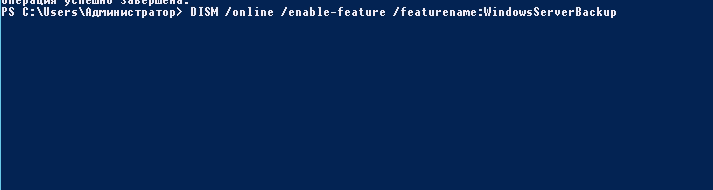 операция успешно завершена.
PS C:\Users\Администратор> DISM /online /enable-feature /featurename:WindowsServerBackup